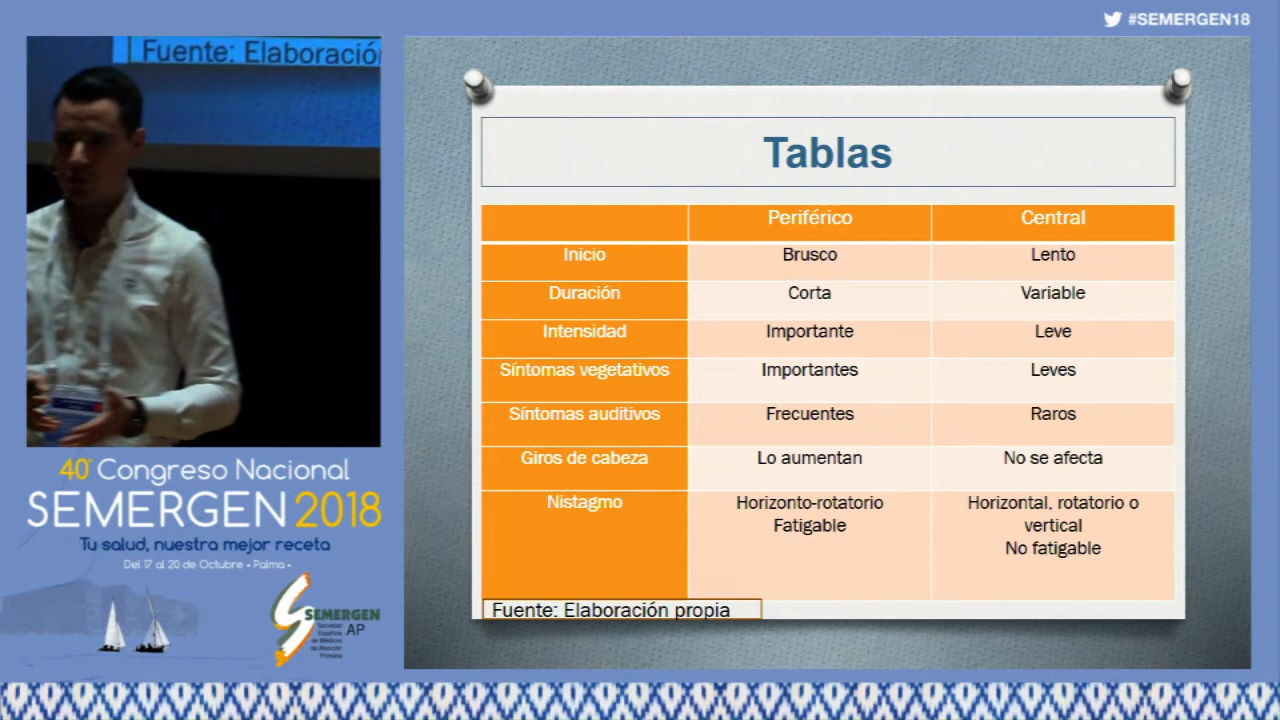 #SEMERGEN18
Fuente: Elaboració
Tablas
Periférico Central
Inicio Brusco Lento
Duración Corta Variable
Intensidad Importante Leve
Síntomas vegetativos Importantes Leves
Síntomas auditivos Frecuentes Raros
Giros de cabeza Lo aumentan No se afecta
Nistagmo Horizonto-rotatorio Horizontal, rotatorio o
Fatigable vertical
No fatigable
Fuente: Elaboración propia
40º Congreso Nacional
SEMERGEN 2018
Tu salud, nuestra mejor receta
Del 17 al 20 de Octubre • Palma •
SEMERGEN
AP
Sociedad
Española
de Médicos
de Atención
Primaria